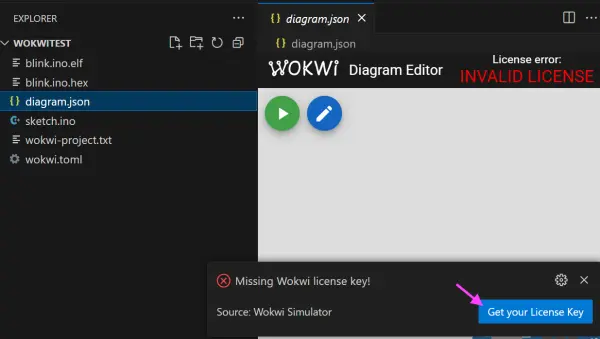 EXPLORER
WOKWITEST
blink.ino.elf
blink.ino.hex
diagram.json
sketch.ino
wokwi-project.txt
wokwi.toml
diagram.json
diagram.json
WOKWI Diagram Editor
License error:
INVALID LICENSE
Missing Wokwi license key!
Source: Wokwi Simulator
Get your License Key